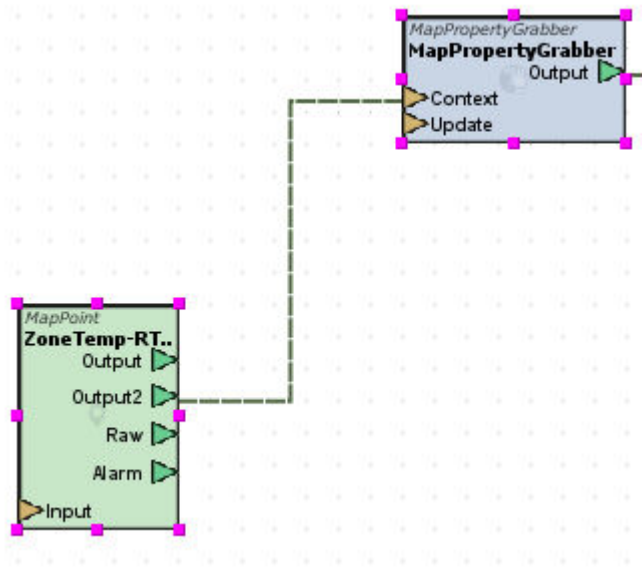 MapPropertyGrabber
MapPropertyGrabber
Output
Context
Update
MapPoint
ZoneTemp-RT..
Output
Output2
Raw
Alarm
Input